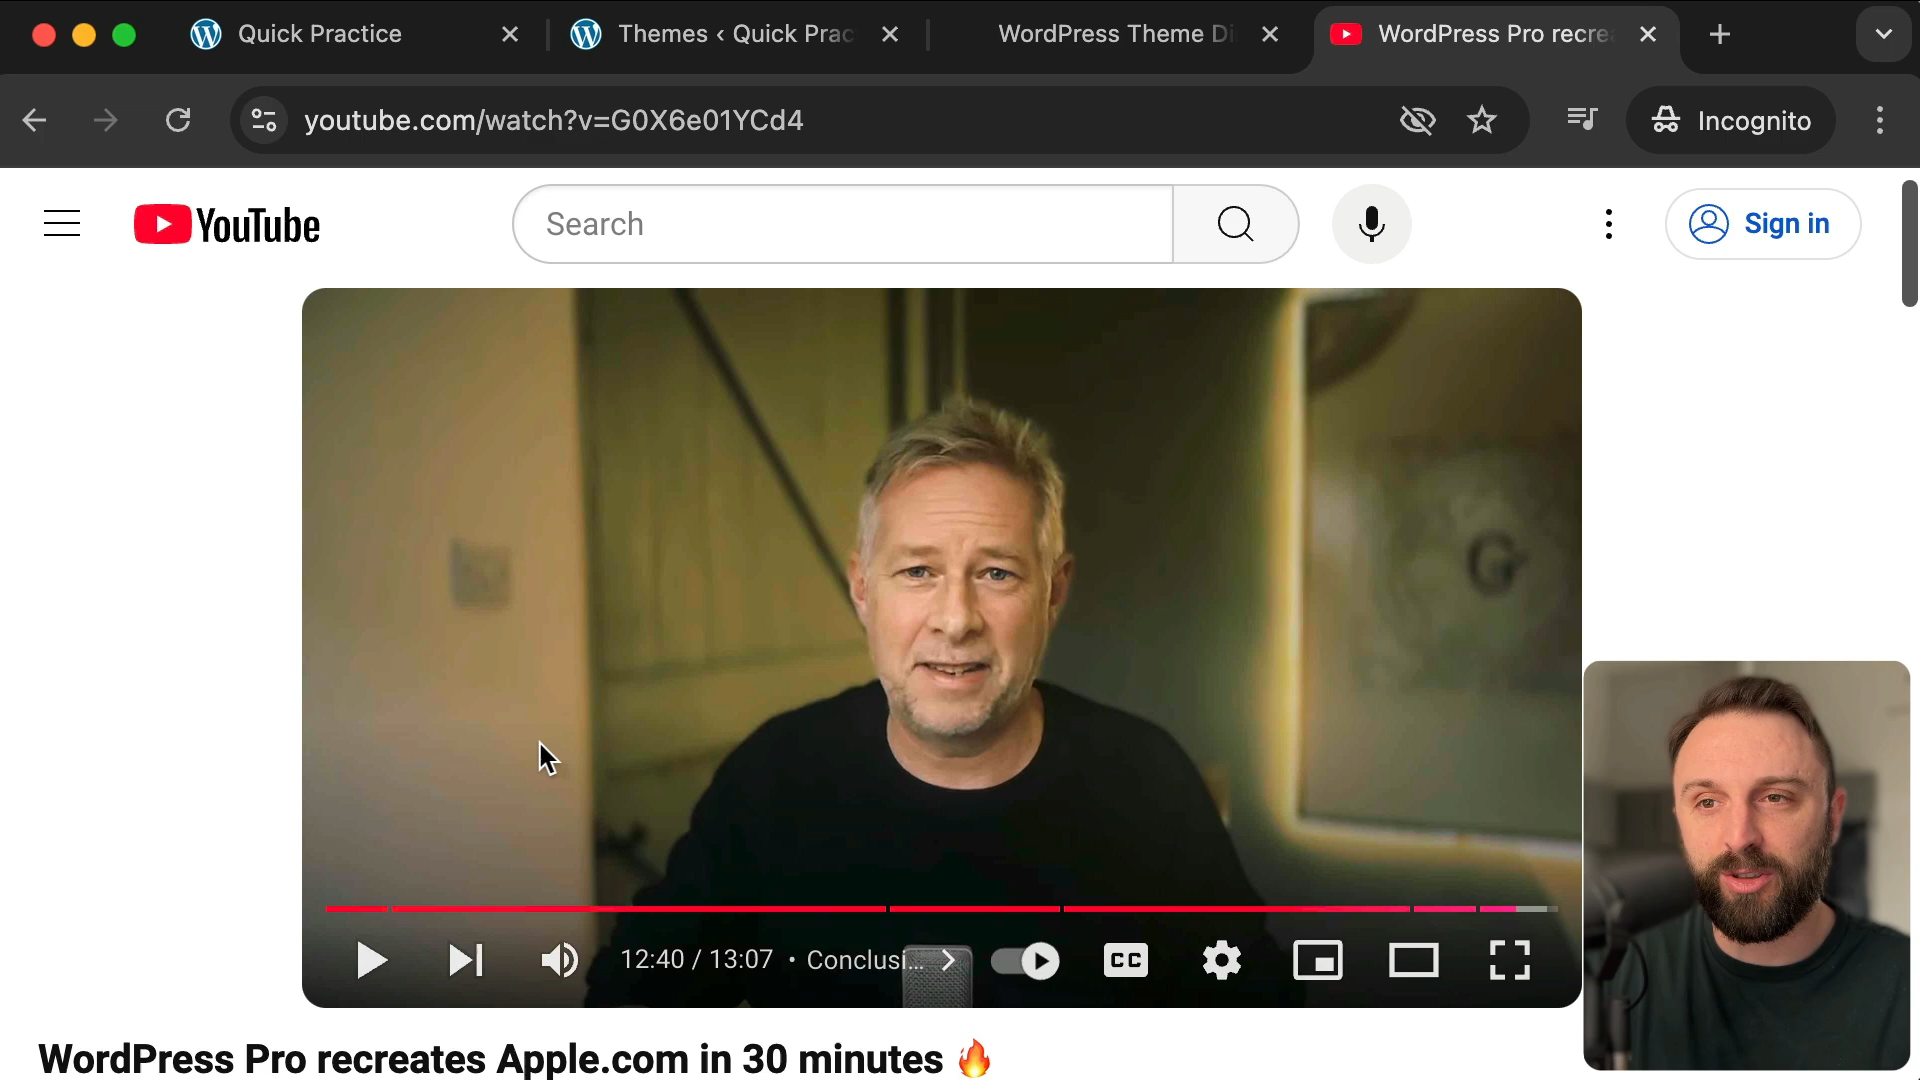 Quick Practice
Themes ‹ Quick Prac
WordPress Theme Di
WordPress Pro recre
youtube.com/watch?v=G0X6e01YCd4
Incognito
YouTube
Search
Sign in
G
12:40 / 13:07 • Conclusi...
CC
WordPress Pro recreates Apple.com in 30 minutes 🔥